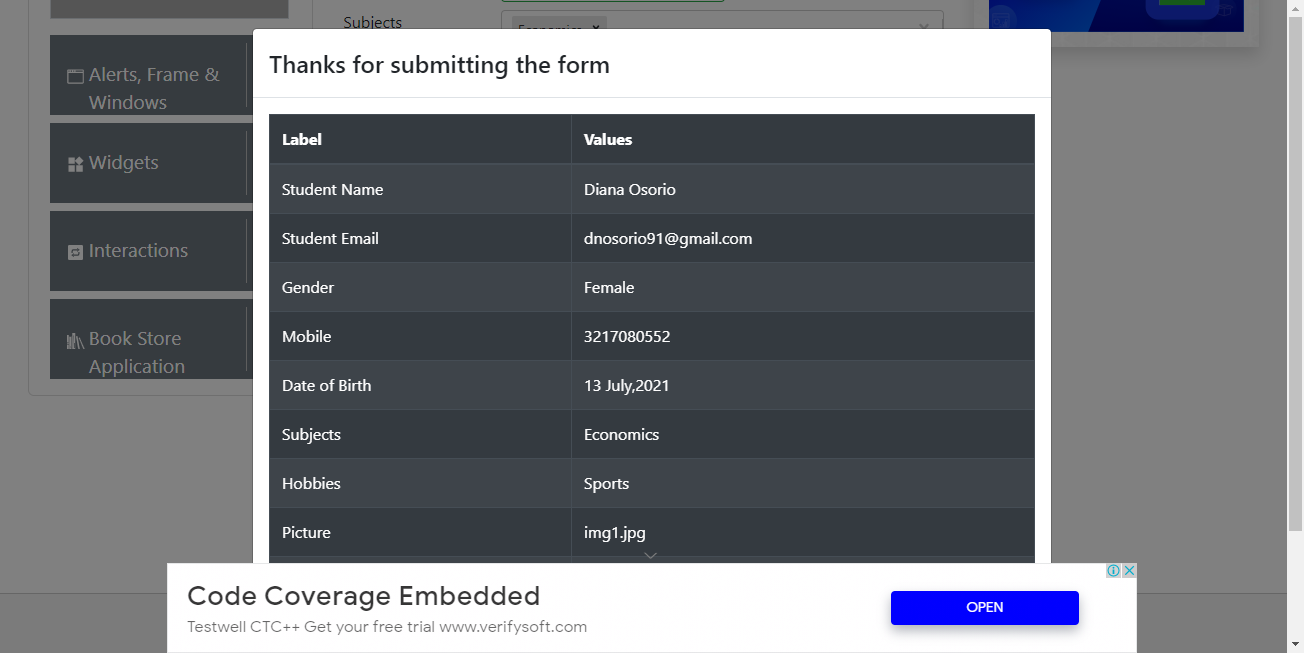 Subjects
Economics ×
Alerts, Frame &
Windows
Widgets
Interactions
Book Store
Application
Thanks for submitting the form
Label Values
Student Name Diana Osorio
Student Email dnosorio91@gmail.com
Gender Female
Mobile 3217080552
Date of Birth 13 July,2021
Subjects Economics
Hobbies Sports
Picture img1.jpg
Code Coverage Embedded
Testwell CTC++ Get your free trial www.verifysoft.com
OPEN